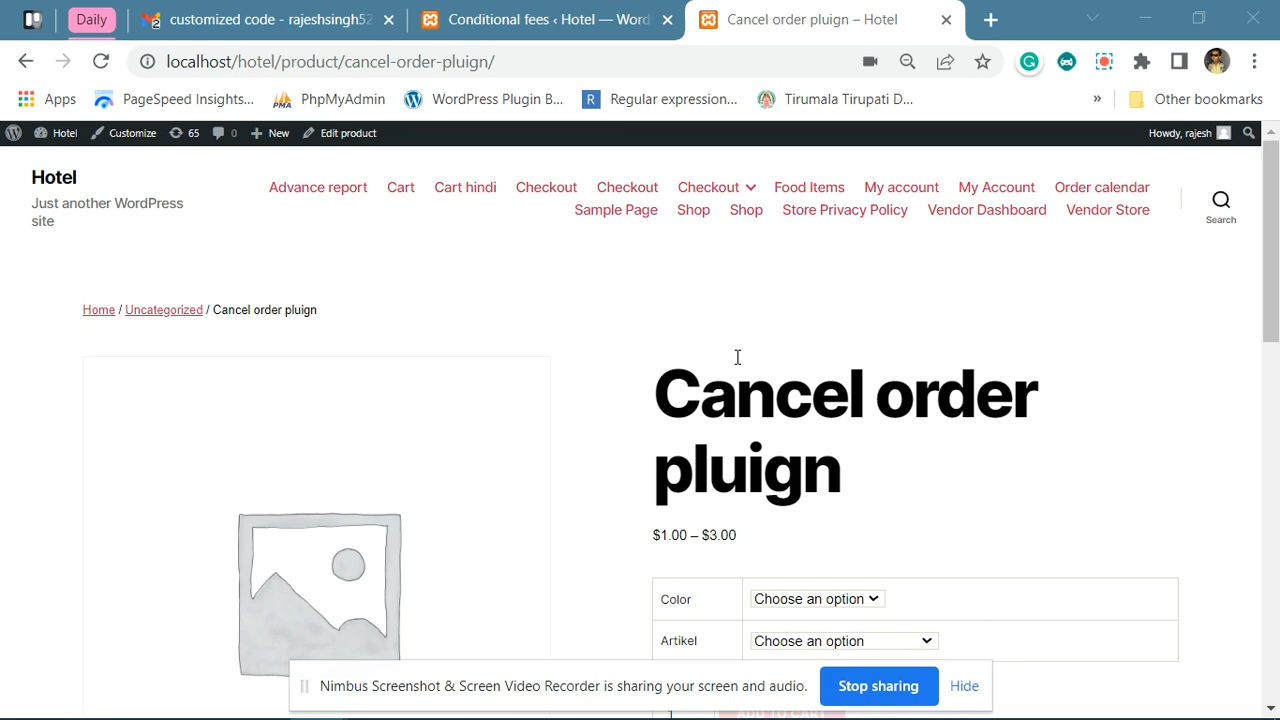 Daily
customized code - rajeshsingh52
Conditional fees ‹ Hotel — Word
Cancel order pluign – Hotel
localhost/hotel/product/cancel-order-pluign/
Apps
PageSpeed Insights...
PhpMyAdmin
WordPress Plugin B...
Regular expression...
Tirumala Tirupati D...
»
Other bookmarks
Hotel
Customize
65
0
New
Edit product
Howdy, rajesh
Hotel
Just another WordPress
site
Advance report
Cart
Cart hindi
Checkout
Checkout
Checkout
Food Items
My account
My Account
Order calendar
Sample Page
Shop
Shop
Store Privacy Policy
Vendor Dashboard
Vendor Store
Search
Home / Uncategorized / Cancel order pluign
Cancel order
pluign
$1.00 – $3.00
Color
Choose an option
Artikel
Choose an option
Nimbus Screenshot & Screen Video Recorder is sharing your screen and audio.
Stop sharing
Hide